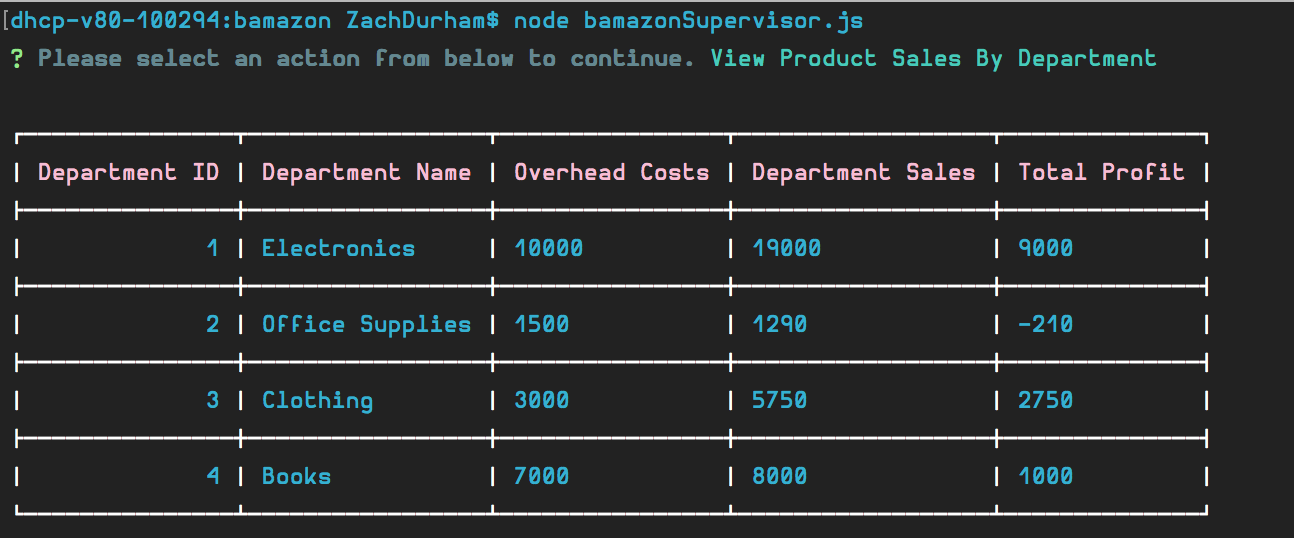 [dhcp-v80-100294:bamazon ZachDurham$ node bamazonSupervisor.js
? Please select an action from below to continue. View Product Sales By Department
| Department ID | Department Name | Overhead Costs | Department Sales | Total Profit |
| 1 | Electronics | 10000 | 19000 | 9000 |
| 2 | Office Supplies | 1500 | 1290 | -210 |
| 3 | Clothing | 3000 | 5750 | 2750 |
| 4 | Books | 7000 | 8000 | 1000 |